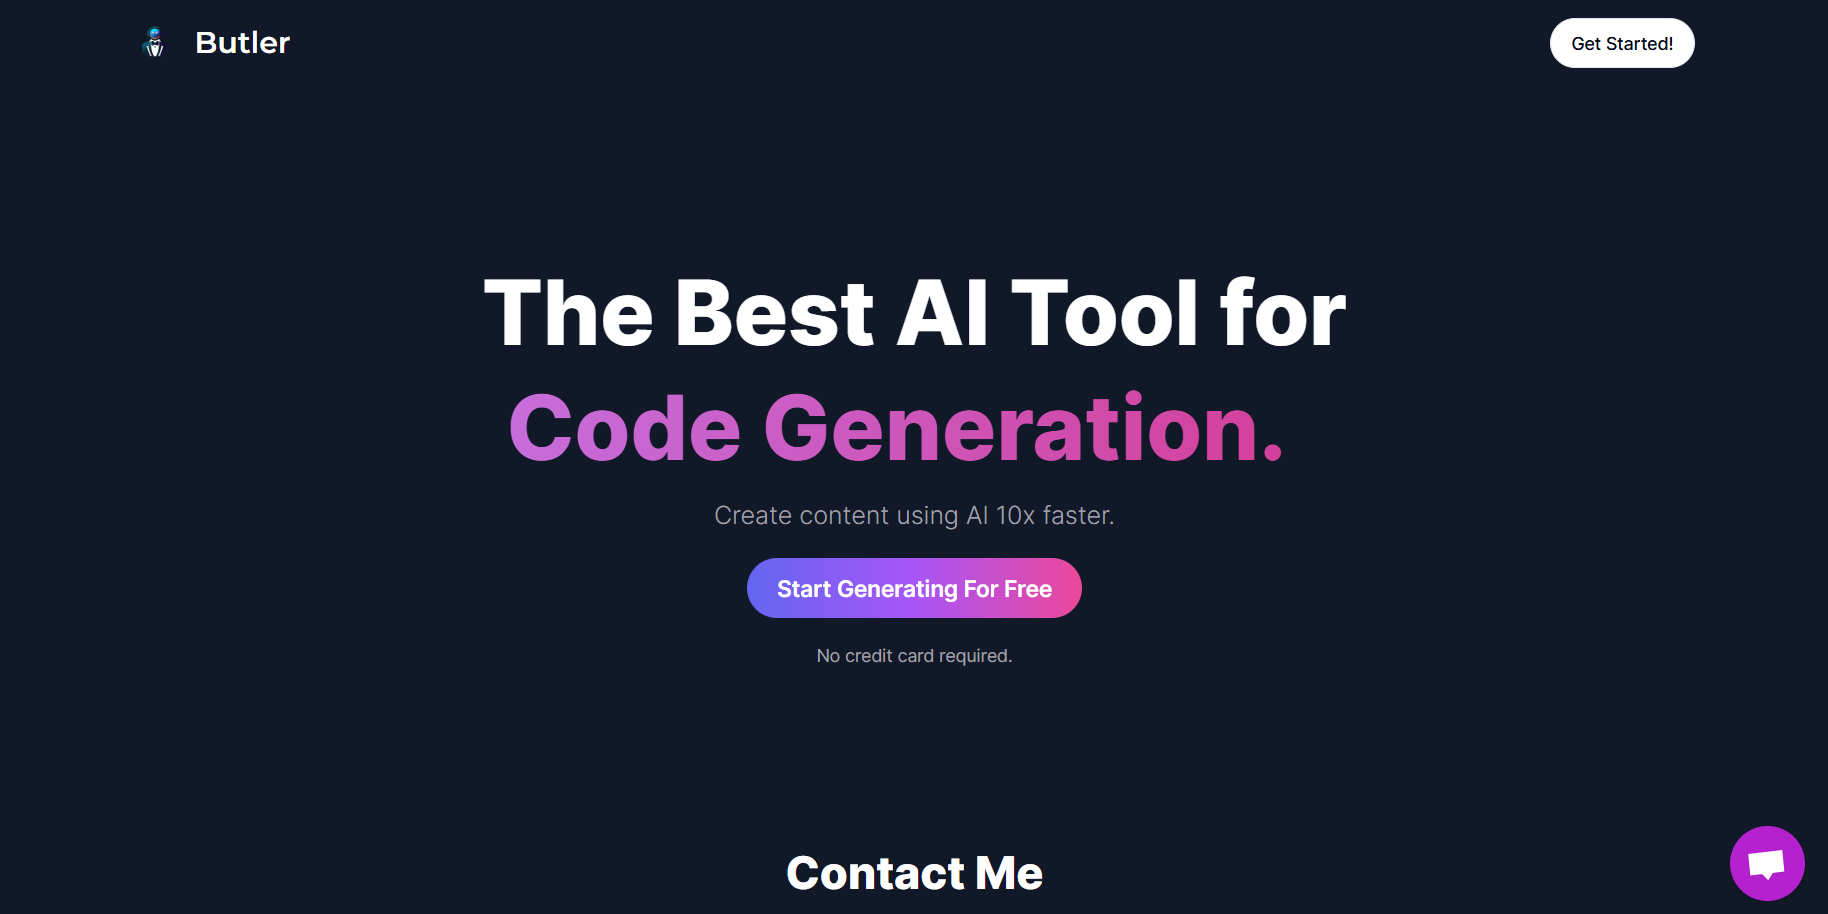 Butler
Get Started!
The Best AI Tool for
Code Generation.
Create content using AI 10x faster.
Start Generating For Free
No credit card required.
Contact Me